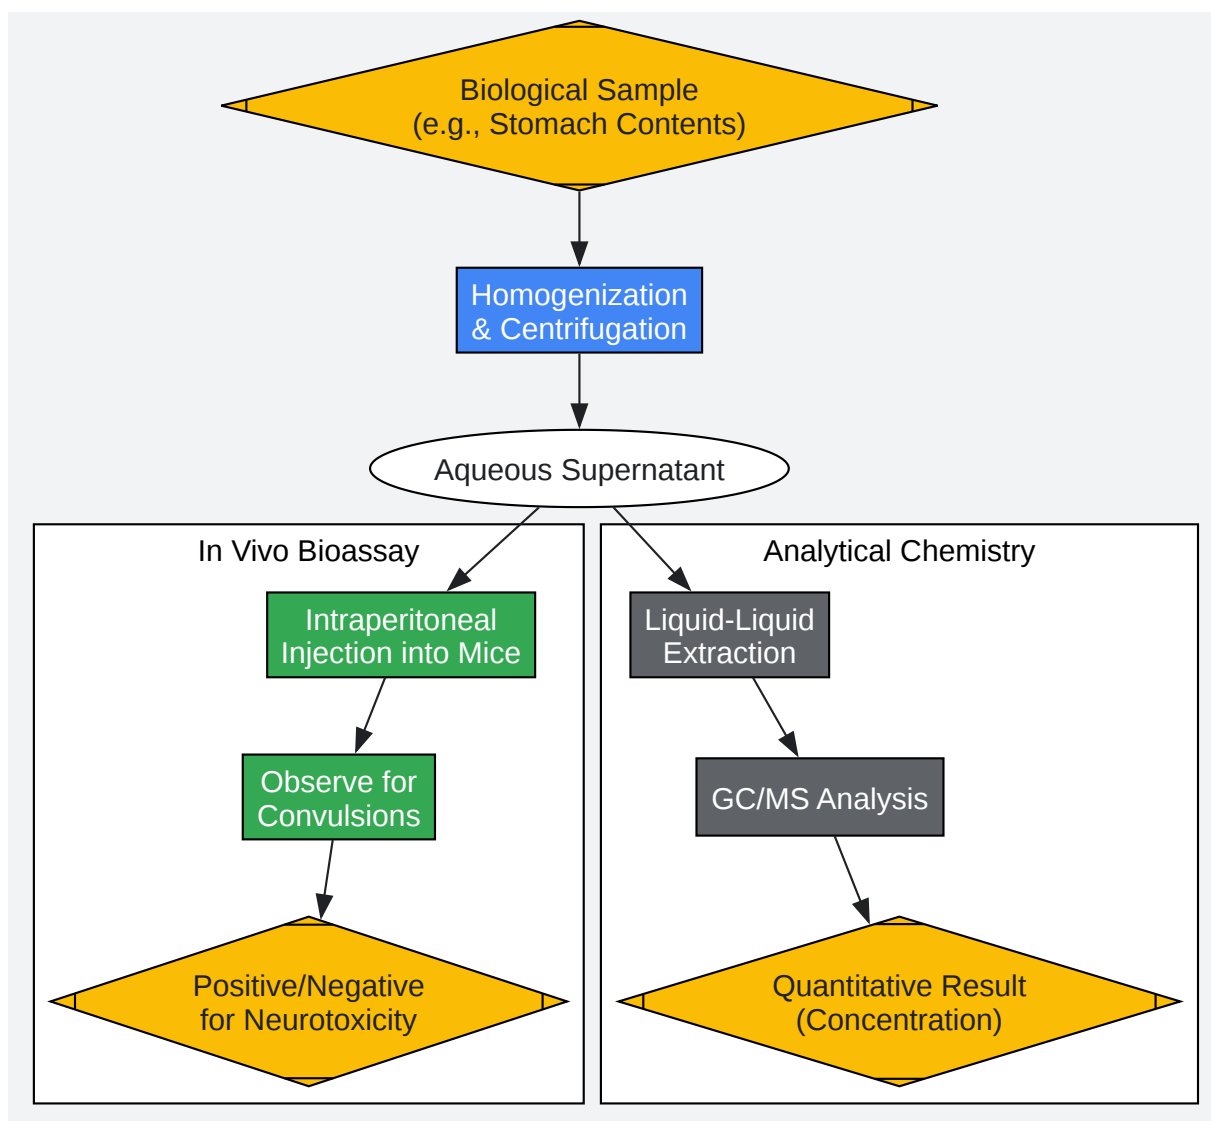 Biological Sample
(e.g., Stomach Contents)
Homogenization
& Centrifugation
Aqueous Supernatant
In Vivo Bioassay
Intraperitoneal
Injection into Mice
Observe for
Convulsions
Positive/Negative
for Neurotoxicity
Analytical Chemistry
Liquid-Liquid
Extraction
GC/MS Analysis
Quantitative Result
(Concentration)